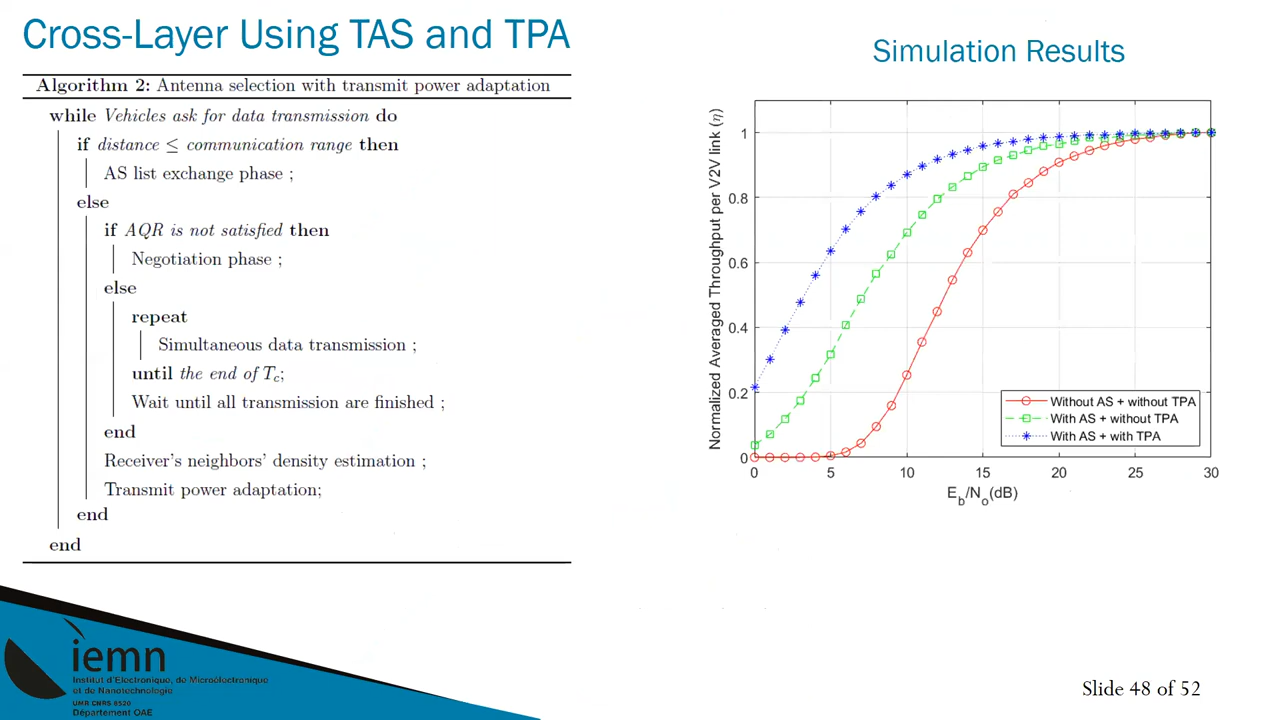 Cross-Layer Using TAS and TPA
Algorithm 2: Antenna selection with transmit power adaptation
while Vehicles ask for data transmission do
if distance ≤ communication range then
AS list exchange phase ;
else
if AQR is not satisfied then
Negotiation phase ;
else
repeat
Simultaneous data transmission ;
until the end of Tc;
Wait until all transmission are finished ;
end
Receiver's neighbors' density estimation ;
Transmit power adaptation;
end
end
Simulation Results
Normalized Averaged Throughput per V2V link (η)
1
0.8
0.6
0.4
0.2
0
0 5 10 15 20 25 30
Eb/No(dB)
Without AS + without TPA
With AS + without TPA
With AS + with TPA
iemn
Institut d'Electronique, de Microélectronique
et de Nanotechnologie
UMR CNRS 8520
Département OAE
Slide 48 of 52